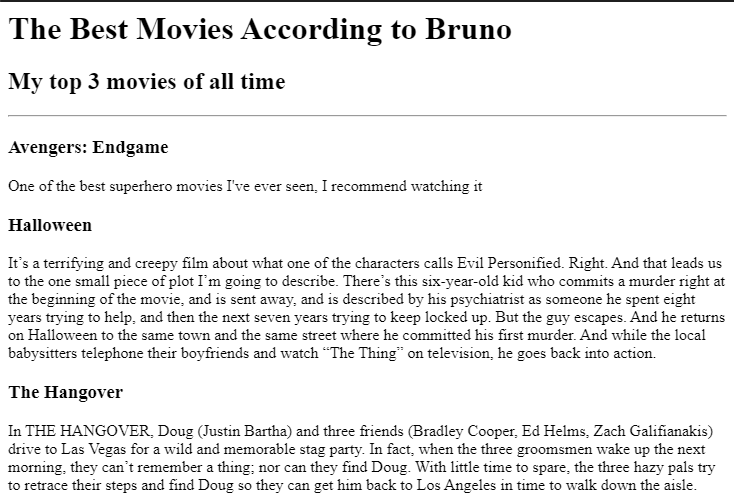 The Best Movies According to Bruno
My top 3 movies of all time
Avengers: Endgame
One of the best superhero movies I've ever seen, I recommend watching it
Halloween
It’s a terrifying and creepy film about what one of the characters calls Evil Personified. Right. And that leads us
to the one small piece of plot I’m going to describe. There’s this six-year-old kid who commits a murder right at
the beginning of the movie, and is sent away, and is described by his psychiatrist as someone he spent eight
years trying to help, and then the next seven years trying to keep locked up. But the guy escapes. And he returns
on Halloween to the same town and the same street where he committed his first murder. And while the local
babysitters telephone their boyfriends and watch “The Thing” on television, he goes back into action.
The Hangover
In THE HANGOVER, Doug (Justin Bartha) and three friends (Bradley Cooper, Ed Helms, Zach Galifianakis)
drive to Las Vegas for a wild and memorable stag party. In fact, when the three groomsmen wake up the next
morning, they can’t remember a thing; nor can they find Doug. With little time to spare, the three hazy pals try
to retrace their steps and find Doug so they can get him back to Los Angeles in time to walk down the aisle.